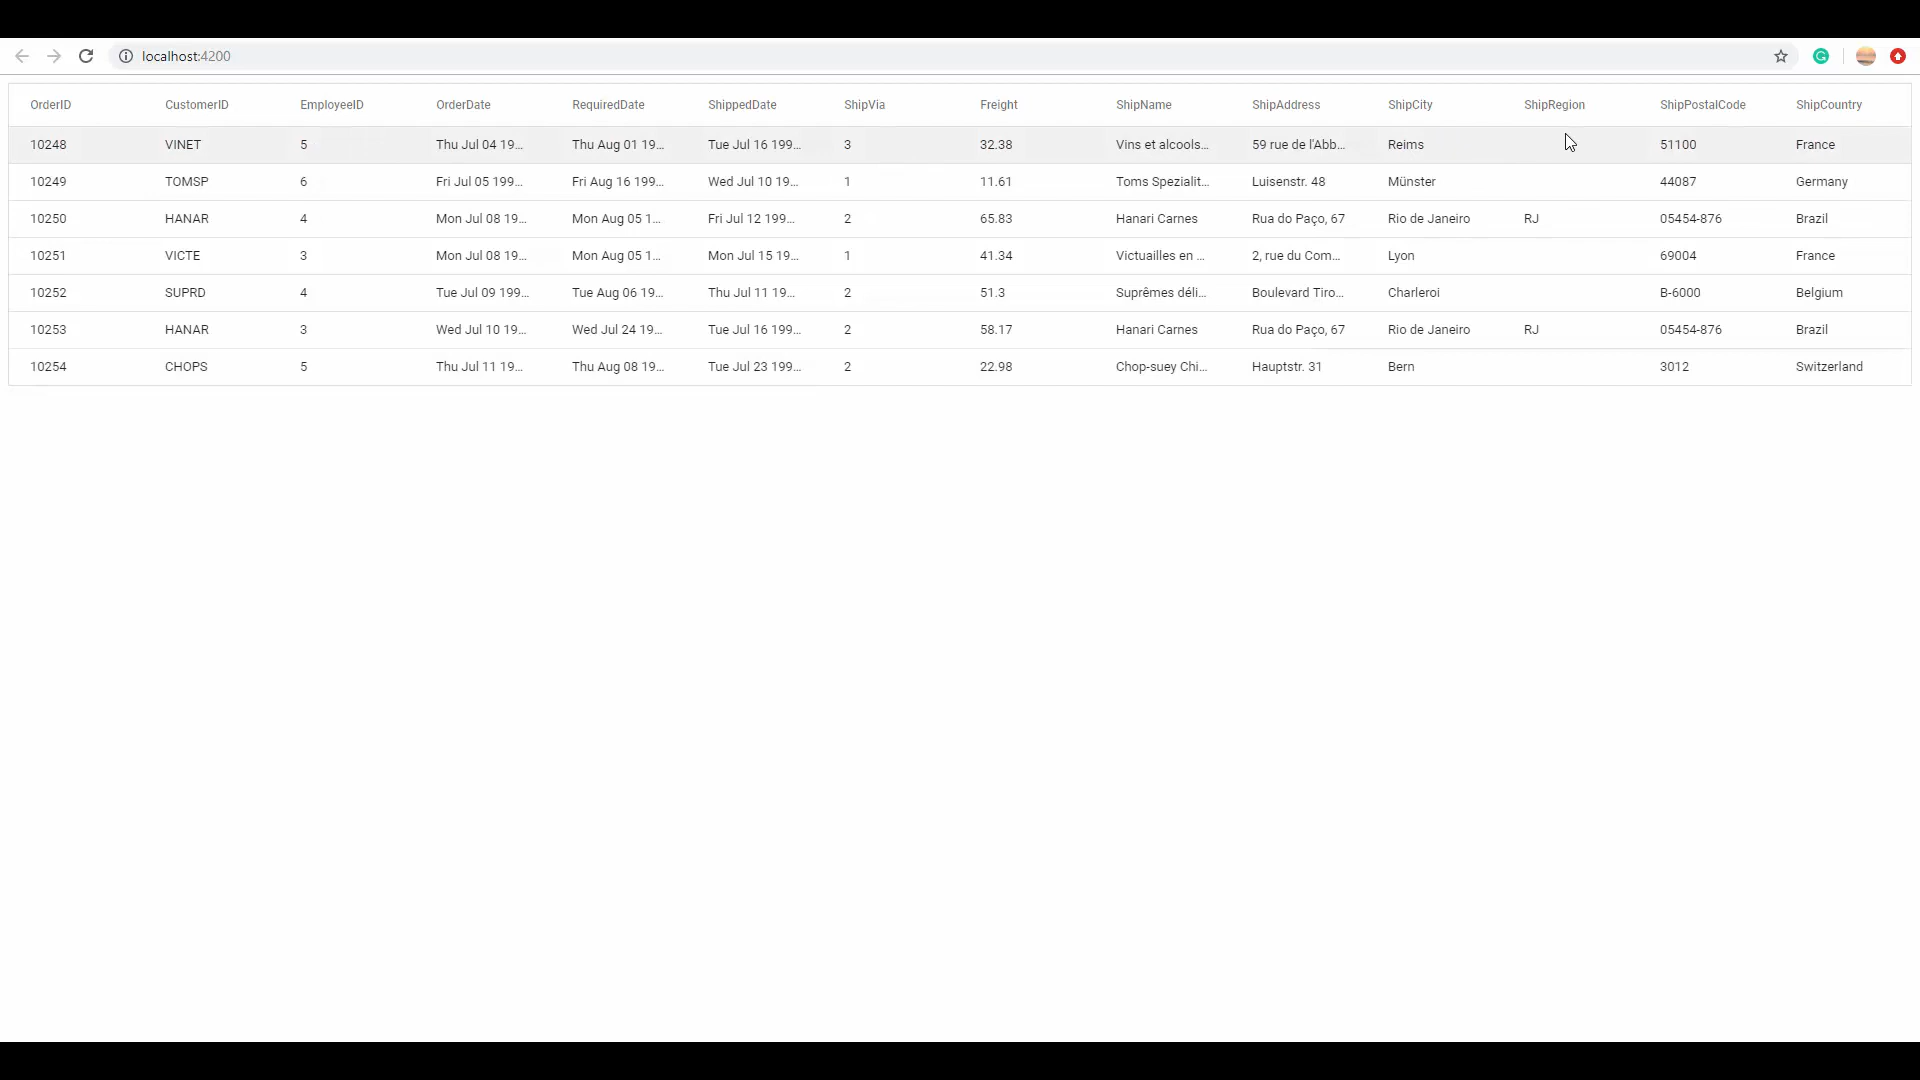 localhost:4200
OrderID CustomerID EmployeeID OrderDate RequiredDate ShippedDate ShipVia Freight ShipName ShipAddress ShipCity ShipRegion ShipPostalCode ShipCountry
10248 VINET 5 Thu Jul 04 19... Thu Aug 01 19... Tue Jul 16 199... 3 32.38 Vins et alcools... 59 rue de l'Abb... Reims 51100 France
10249 TOMSP 6 Fri Jul 05 199... Fri Aug 16 199... Wed Jul 10 19... 1 11.61 Toms Spezialit... Luisenstr. 48 Münster 44087 Germany
10250 HANAR 4 Mon Jul 08 19... Mon Aug 05 1... Fri Jul 12 199... 2 65.83 Hanari Carnes Rua do Paço, 67 Rio de Janeiro RJ 05454-876 Brazil
10251 VICTE 3 Mon Jul 08 19... Mon Aug 05 1... Mon Jul 15 19... 1 41.34 Victuailles en ... 2, rue du Com... Lyon 69004 France
10252 SUPRD 4 Tue Jul 09 199... Tue Aug 06 19... Thu Jul 11 19... 2 51.3 Suprêmes déli... Boulevard Tiro... Charleroi B-6000 Belgium
10253 HANAR 3 Wed Jul 10 19... Wed Jul 24 19... Tue Jul 16 199... 2 58.17 Hanari Carnes Rua do Paço, 67 Rio de Janeiro RJ 05454-876 Brazil
10254 CHOPS 5 Thu Jul 11 19... Thu Aug 08 19... Tue Jul 23 199... 2 22.98 Chop-suey Chi... Hauptstr. 31 Bern 3012 Switzerland